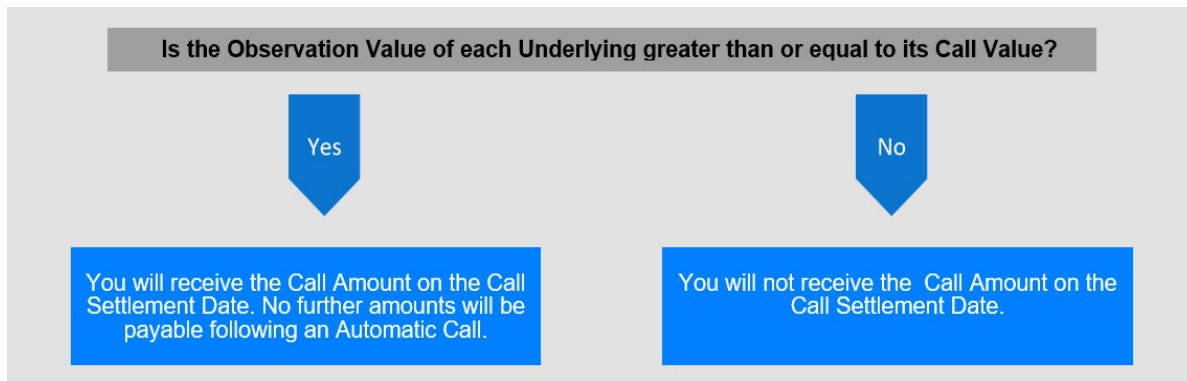 Is the Observation Value of each Underlying greater than or equal to its Call Value?
Yes
No
You will receive the Call Amount on the Call
Settlement Date. No further amounts will be
payable following an Automatic Call.
You will not receive the  Call Amount on the
Call Settlement Date.